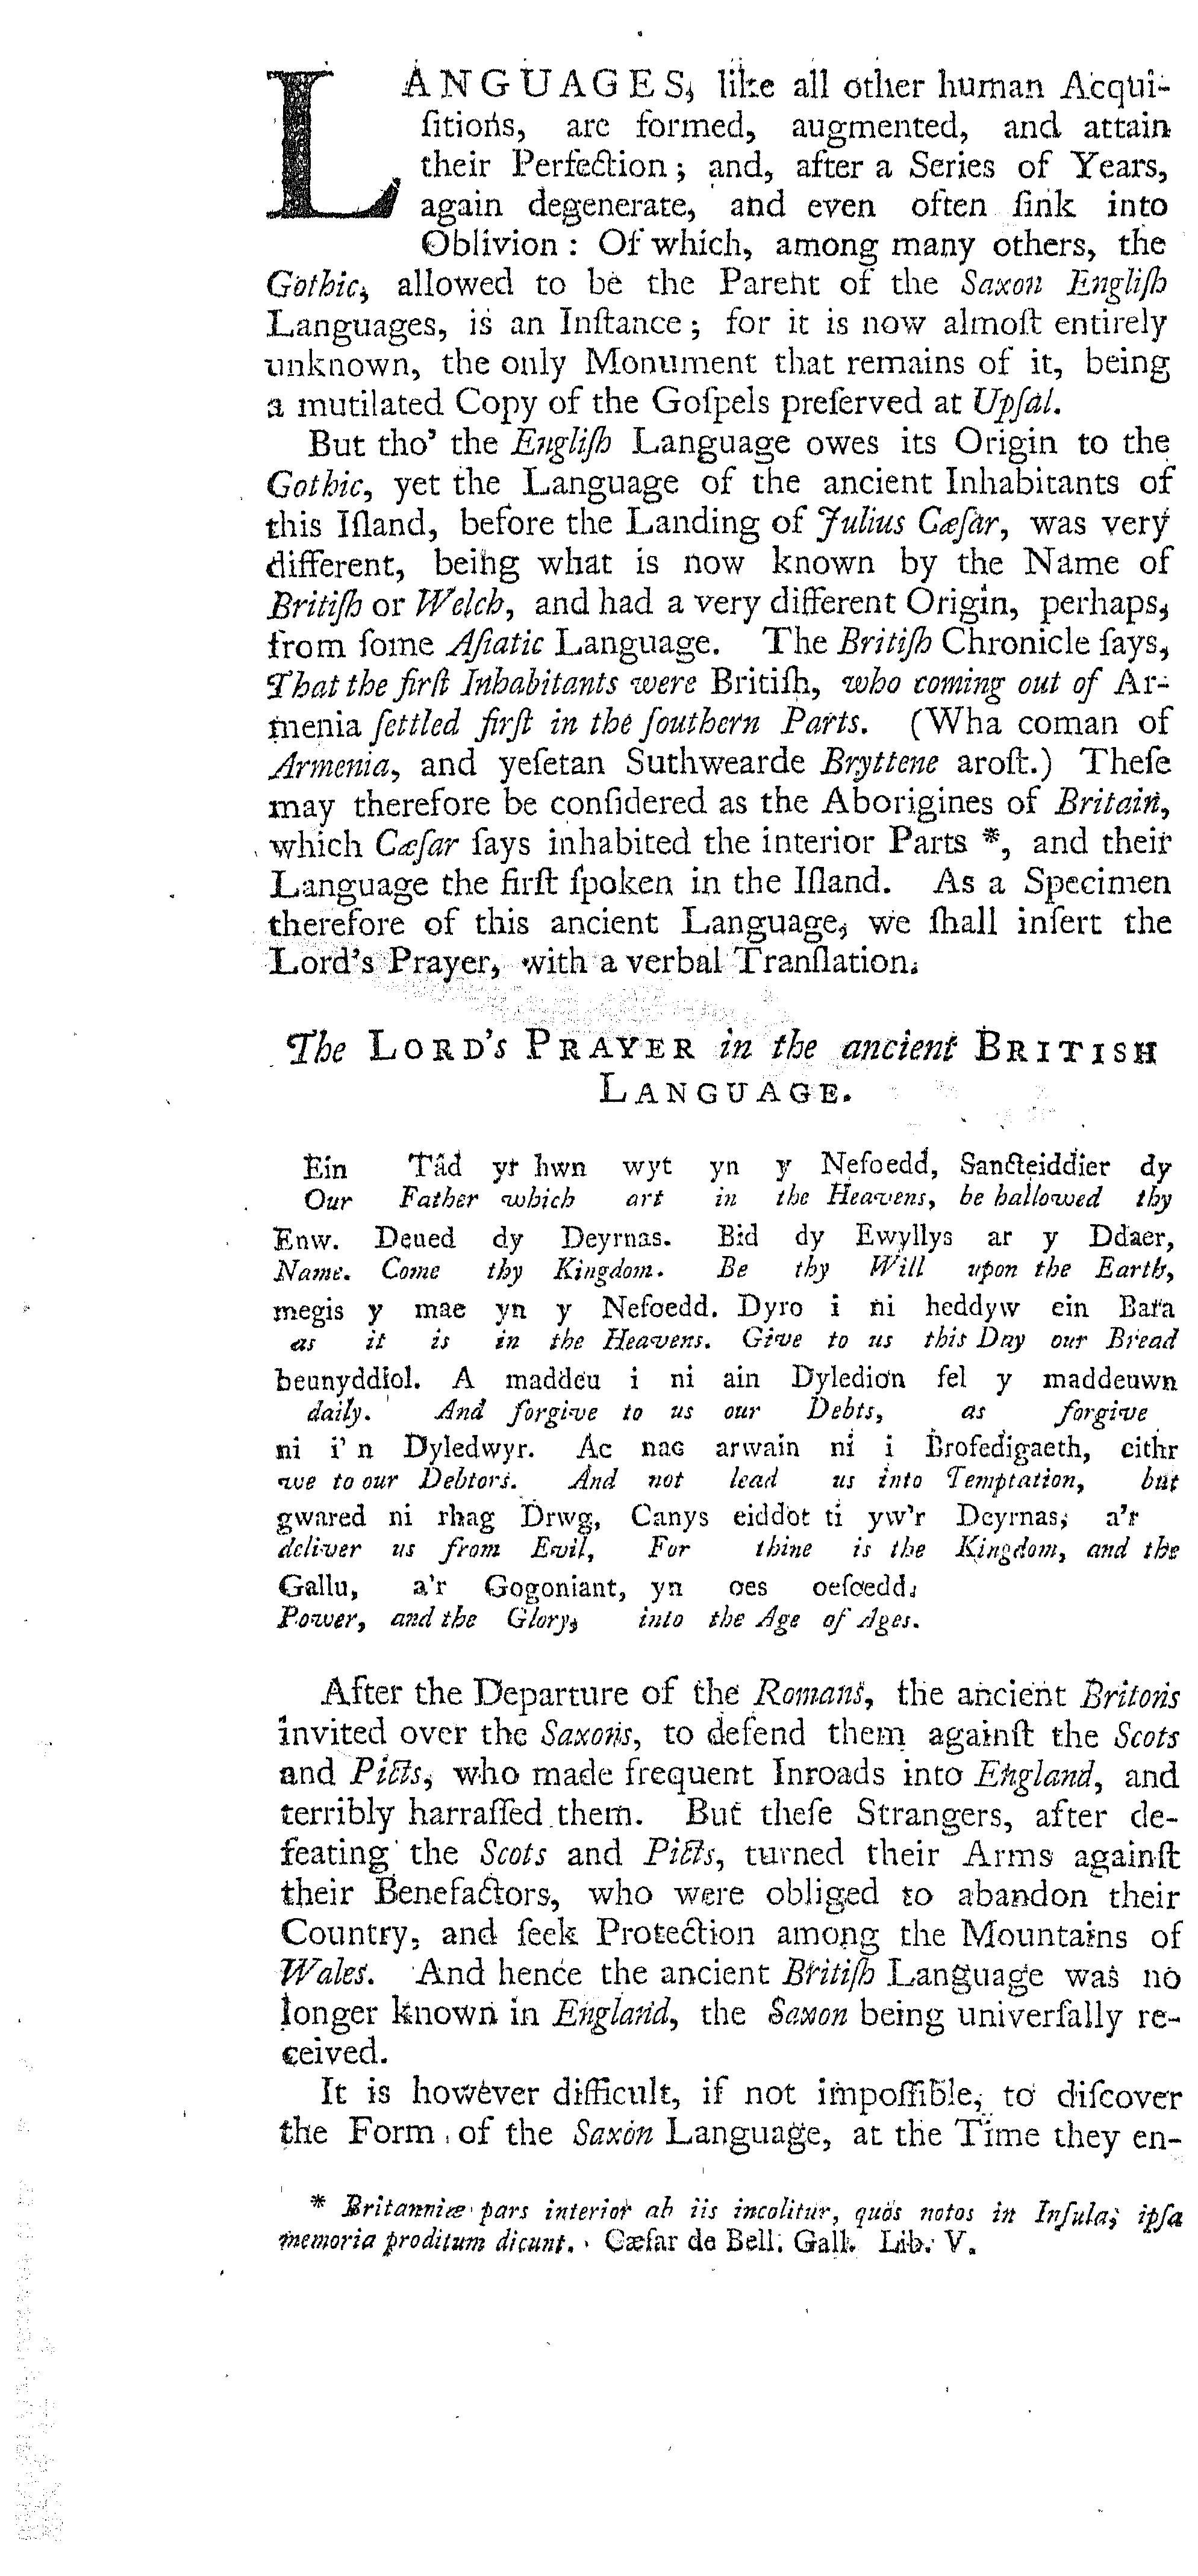 LANGUAGES, like all other human Acqui-
ſitions, are formed, augmented, and attain
their Perfection; and, after a Series of Years,
again degenerate, and even often ſink into
Oblivion: Of which, among many others, the
Gothic, allowed to be the Parent of the Saxon Engliſh
Languages, is an Inſtance; for it is now almoſt entirely
unknown, the only Monument that remains of it, being
a mutilated Copy of the Goſpels preſerved at Upſal.
But tho' the Engliſh Language owes its Origin to the
Gothic, yet the Language of the ancient Inhabitants of
this Iſland, before the Landing of Julius Cæſar, was very
different, being what is now known by the Name of
Britiſh or Welch, and had a very different Origin, perhaps,
from ſome Aſiatic Language. The Britiſh Chronicle ſays,
That the firſt Inhabitants were Britiſh, who coming out of Ar-
menia ſettled firſt in the ſouthern Parts. (Wha coman of
Armenia, and yeſetan Suthwearde Bryttene aroſt.) Theſe
may therefore be conſidered as the Aborigines of Britain,
which Cæſar ſays inhabited the interior Parts *, and their
Language the firſt ſpoken in the Iſland. As a Specimen
therefore of this ancient Language, we ſhall inſert the
Lord's Prayer, with a verbal Tranſlation.
The LORD's PRAYER in the ancient BRITISH
LANGUAGE.
Ein Tâd yr hwn wyt yn y Nefoedd, Sancteiddier dy
Our Father which art in the Heavens, be hallowed thy
Enw. Deued dy Deyrnas. Bid dy Ewyllys ar y Ddaer,
Name. Come thy Kingdom. Be thy Will upon the Earth,
megis y mae yn y Nefoedd. Dyro i ni heddyw ein Bara
as it is in the Heavens. Give to us this Day our Bread
beunyddiol. A maddeu i ni ain Dyledion fel y maddeuwn
daily. And forgive to us our Debts, as forgive
ni i'n Dyledwyr. Ac nac arwain ni i Brofedigaeth, eithr
we to our Debtors. And not lead us into Temptation, but
gwared ni rhag Drwg, Canys eiddot ti yw'r Deyrnas, a'r
deliver us from Evil, For thine is the Kingdom, and the
Gallu, a'r Gogoniant, yn oes oeſoedd.
Power, and the Glory, into the Age of Ages.
After the Departure of the Romans, the ancient Britons
invited over the Saxons, to defend them againſt the Scots
and Picts, who made frequent Inroads into England, and
terribly harraſſed them. But theſe Strangers, after de-
feating the Scots and Picts, turned their Arms againſt
their Benefactors, who were obliged to abandon their
Country, and ſeek Protection among the Mountains of
Wales. And hence the ancient Britiſh Language was no
longer known in England, the Saxon being univerſally re-
ceived.
It is however difficult, if not impoſſible, to diſcover
the Form of the Saxon Language, at the Time they en-
* Britanniæ pars interior ab iis incolitur, quos notos in Inſula, ipſa
memoria proditum dicunt. Cæſar de Bell. Gall. Lib. V.